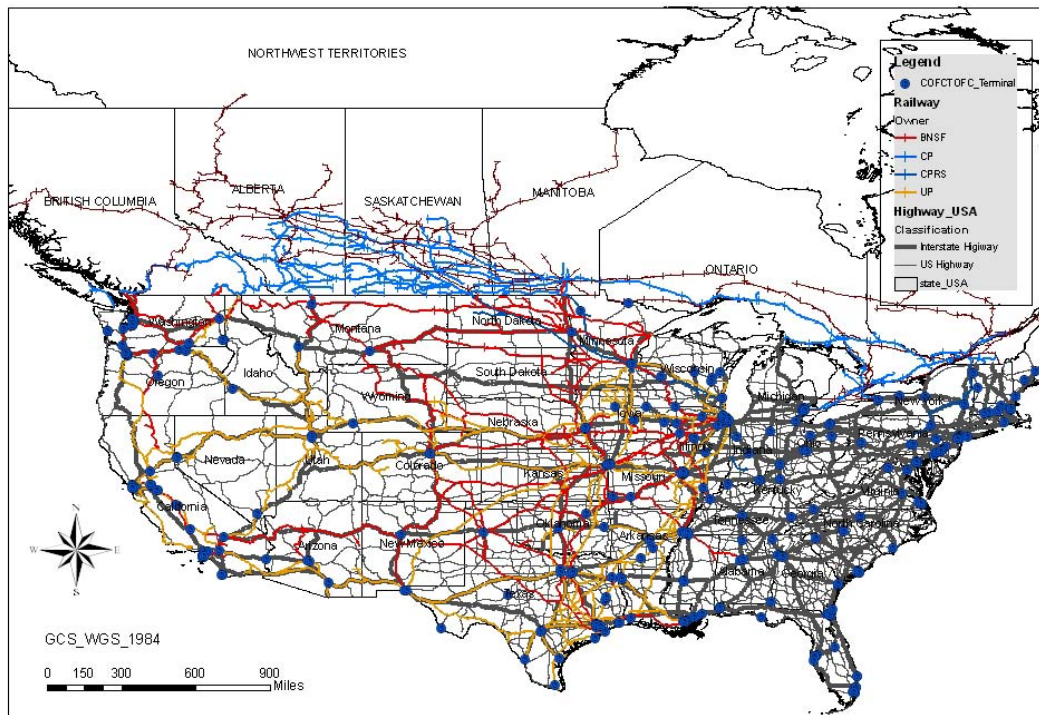 NORTHWEST TERRITORIES
Legend
COFCTOFC_Terminal
Railway
Owner
BNSF
CP
CPRS
UP
Highway_USA
Classification
Interstate Higiway
US Highway
state_USA
BRITISH COLUMBIA
ALBERTA
SASKATCHEWAN
MANITOBA
ONTARIO
Washington
Montana
North Dakota
Minnesota
Oregon
Idaho
South Dakota
Wisconsin
Michigan
New York
Wyoming
Iowa
Nebraska
Pennsylvania
Nevada
Utah
Colorado
Illinois
Indiana
Ohio
Kansas
Missouri
Kentucky
Virginia
California
Oklahoma
Tennessee
North Carolina
Arizona
New Mexico
Arkansas
Alabama
Georgia
Texas
N
W
E
S
GCS_WGS_1984
0 150 300 600 900
Miles